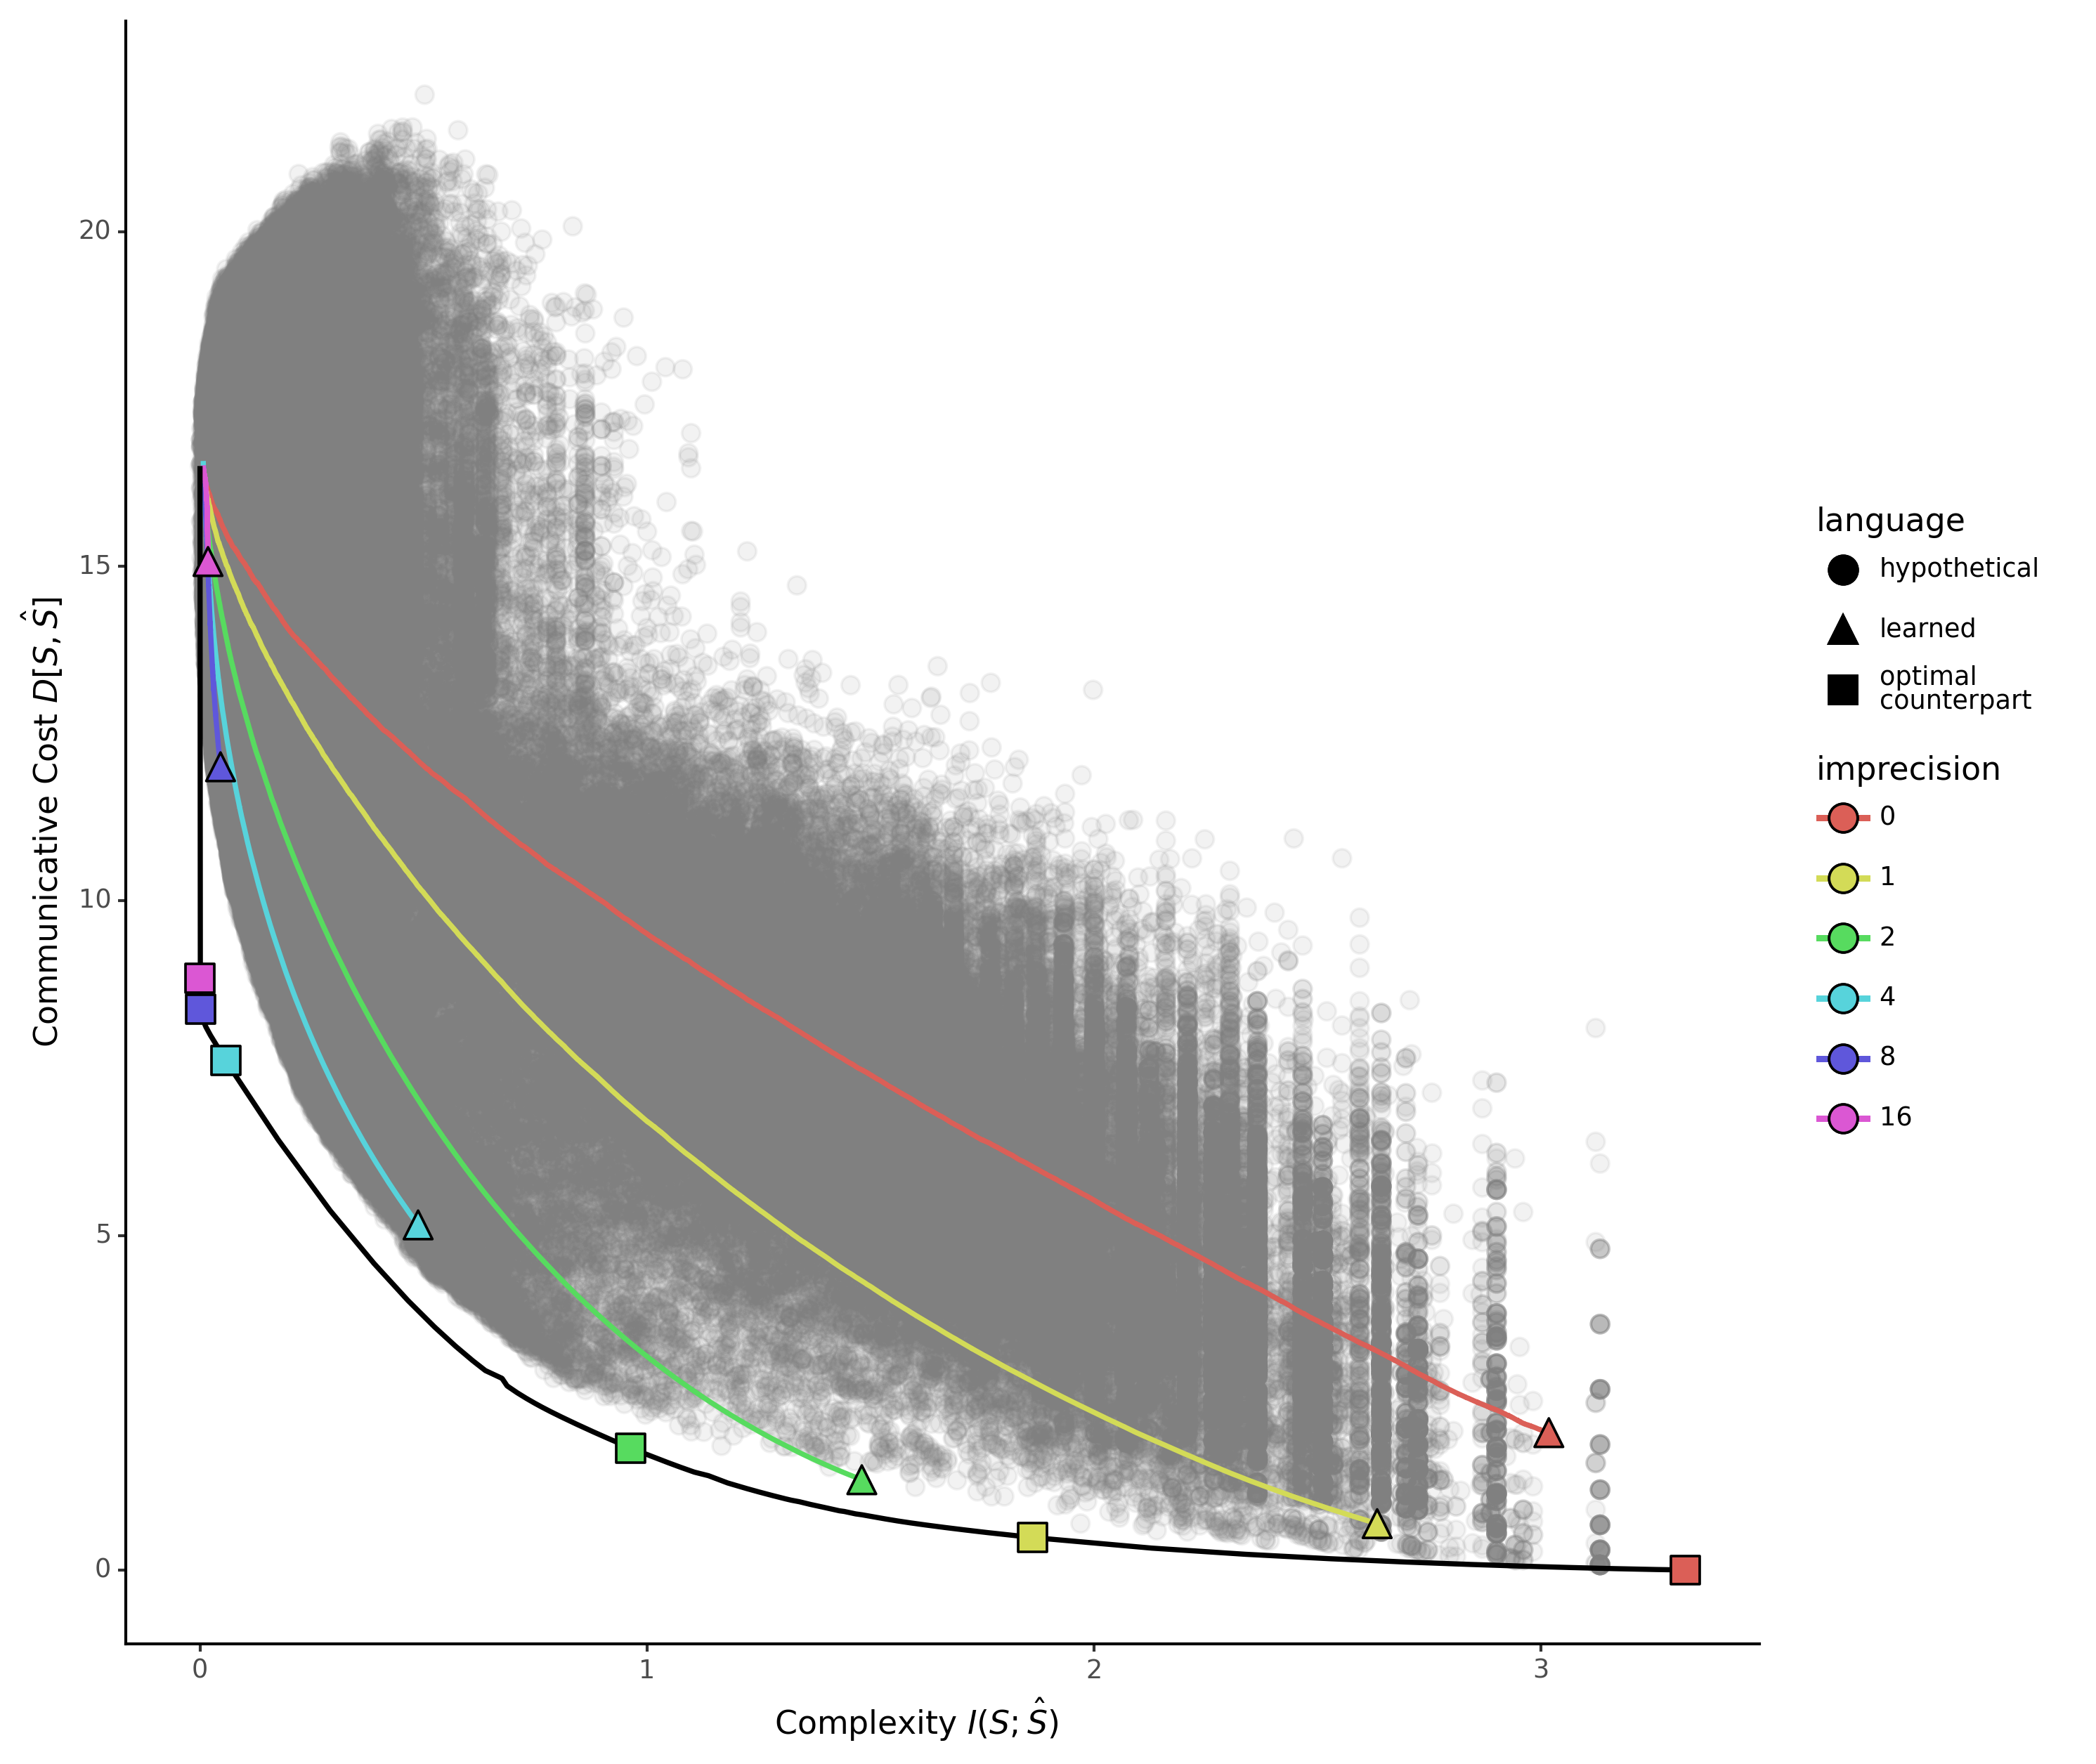 20
15
10
5
0
Communicative Cost D[S, Ŝ]
0
1
2
3
Complexity I(S; Ŝ)
language
hypothetical
learned
optimal
counterpart
imprecision
0
1
2
4
8
16